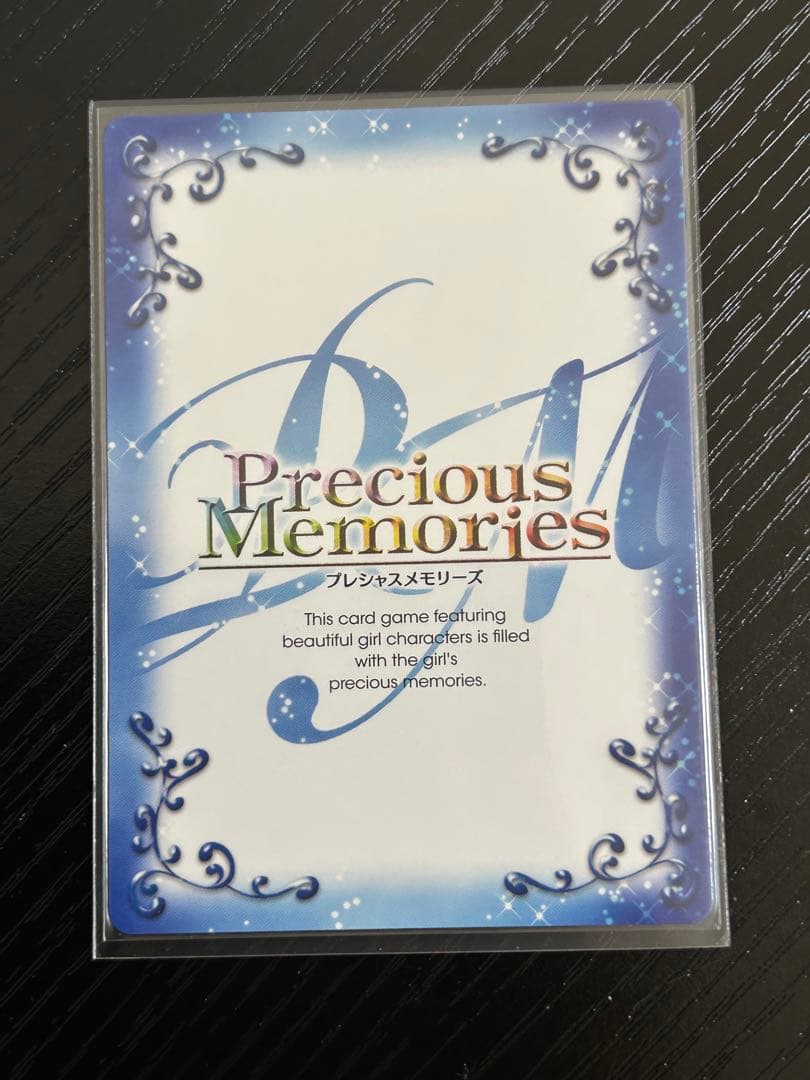 PM
Precious
Memories
プレシャスメモリーズ
This card game featuring
beautiful girl characters is filled
with the girl's
precious memories.